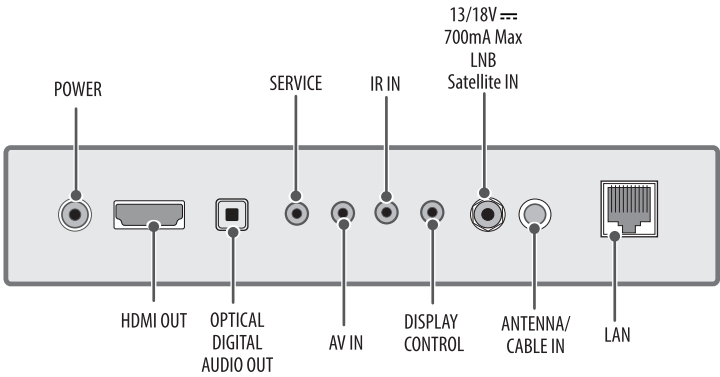 13/18V ⎓
700mA Max
LNB
Satellite IN
POWER
SERVICE
IR IN
HDMI OUT
OPTICAL
DIGITAL
AUDIO OUT
AV IN
DISPLAY
CONTROL
ANTENNA/
CABLE IN
LAN